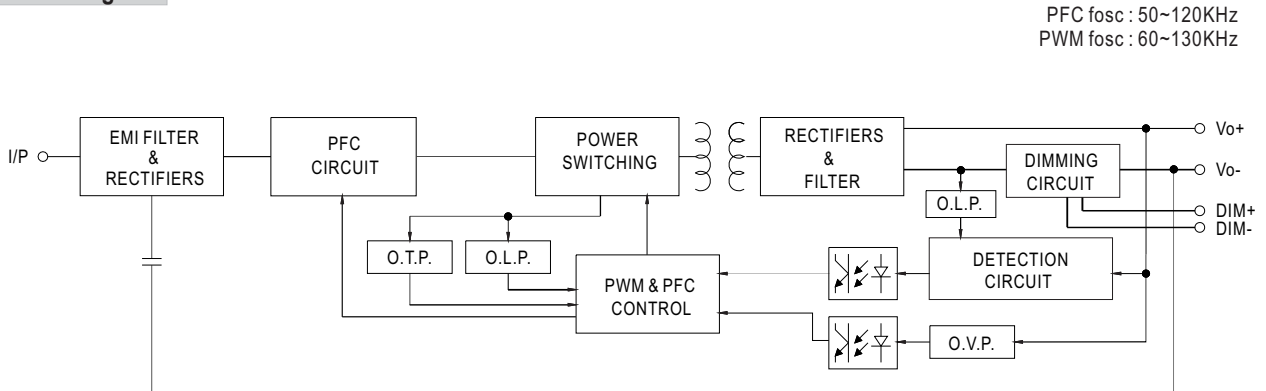 PFC fosc : 50~120KHz
PWM fosc : 60~130KHz
I/P
EMI FILTER
&
RECTIFIERS
PFC
CIRCUIT
POWER
SWITCHING
RECTIFIERS
&
FILTER
DIMMING
CIRCUIT
Vo+
Vo-
DIM+
DIM-
O.L.P.
O.T.P.
O.L.P.
PWM & PFC
CONTROL
DETECTION
CIRCUIT
O.V.P.